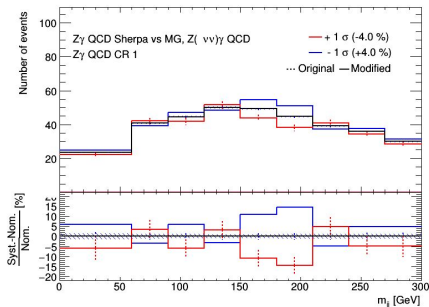 Number of events
100
80
60
40
20
Zγ QCD Sherpa vs MG, Z( νν)γ QCD
Zγ QCD CR 1
+ 1 σ (-4.0 %)
- 1 σ (+4.0 %)
Original
Modified
Syst.-Nom. [%]
Nom.
20
15
10
5
0
−5
−10
−15
−20
0 50 100 150 200 250 300
m_jj [GeV]